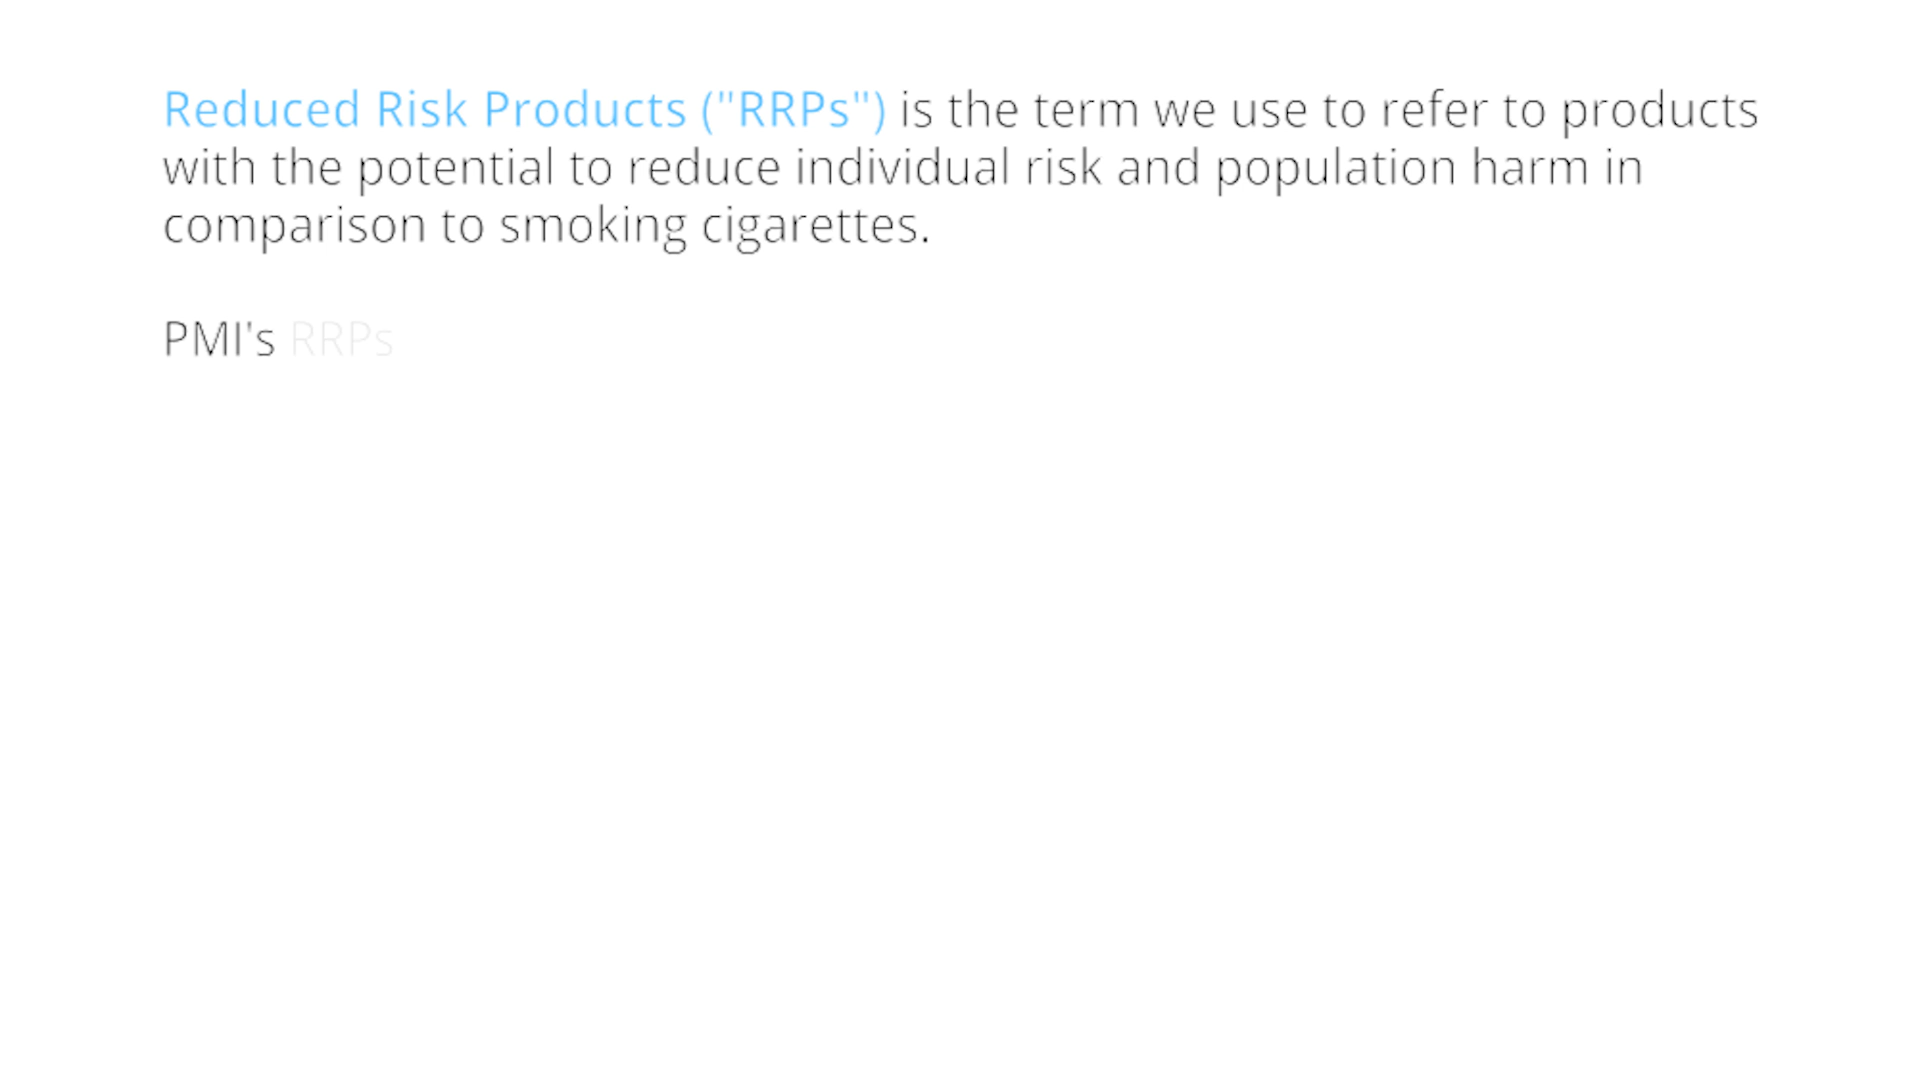 Reduced Risk Products ("RRPs") is the term we use to refer to products
with the potential to reduce individual risk and population harm in
comparison to smoking cigarettes.
PMI's RRPs